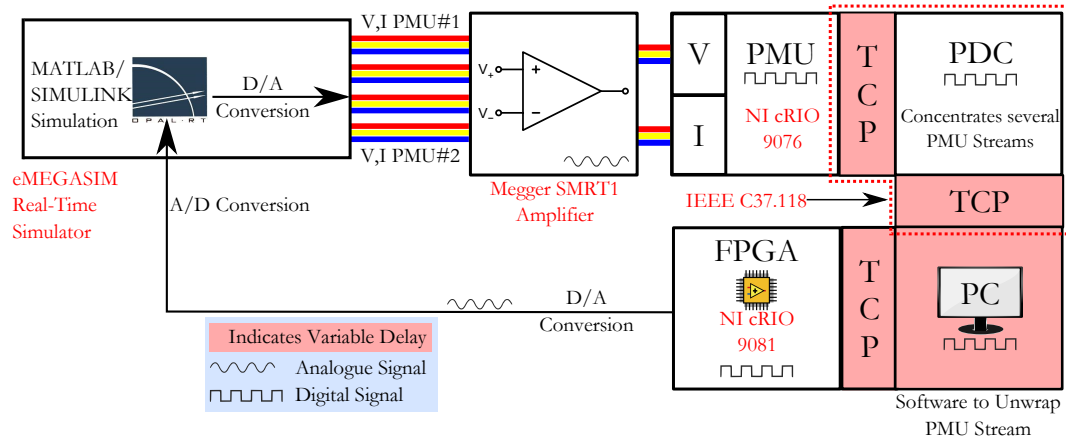 V,I PMU#1
MATLAB/
SIMULINK
Simulation
OPAL-RT
D/A
Conversion
V,I PMU#2
eMEGASIM
Real-Time
Simulator
A/D Conversion
V+
V−
+
−
Megger SMRT1
Amplifier
V
I
PMU
NI cRIO
9076
T
C
P
PDC
Concentrates several
PMU Streams
IEEE C37.118
TCP
FPGA
NI cRIO
9081
T
C
P
PC
Software to Unwrap
PMU Stream
D/A
Conversion
Indicates Variable Delay
Analogue Signal
Digital Signal